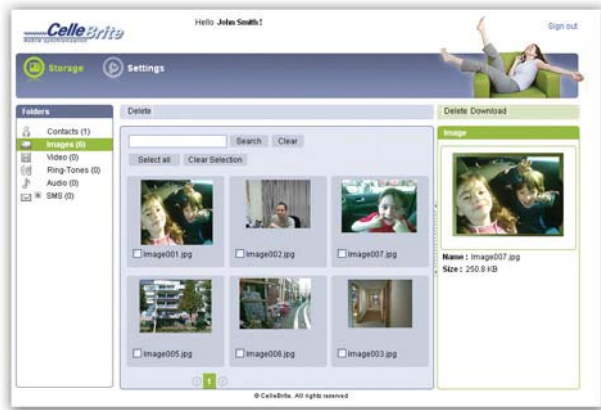 CelleBrite
mobile synchronization
Hello John Smith!
Sign out
Storage
Settings
Folders
Contacts (1)
Images (6)
Video (0)
Ring-Tones (0)
Audio (0)
SMS (0)
Delete
Search Clear
Select all Clear Selection
Image001.jpg
Image002.jpg
Image007.jpg
Image005.jpg
Image006.jpg
Image003.jpg
1
Delete Download
Image
Name : Image007.jpg
Size : 250.8 KB
© CelleBrite. All rights reserved